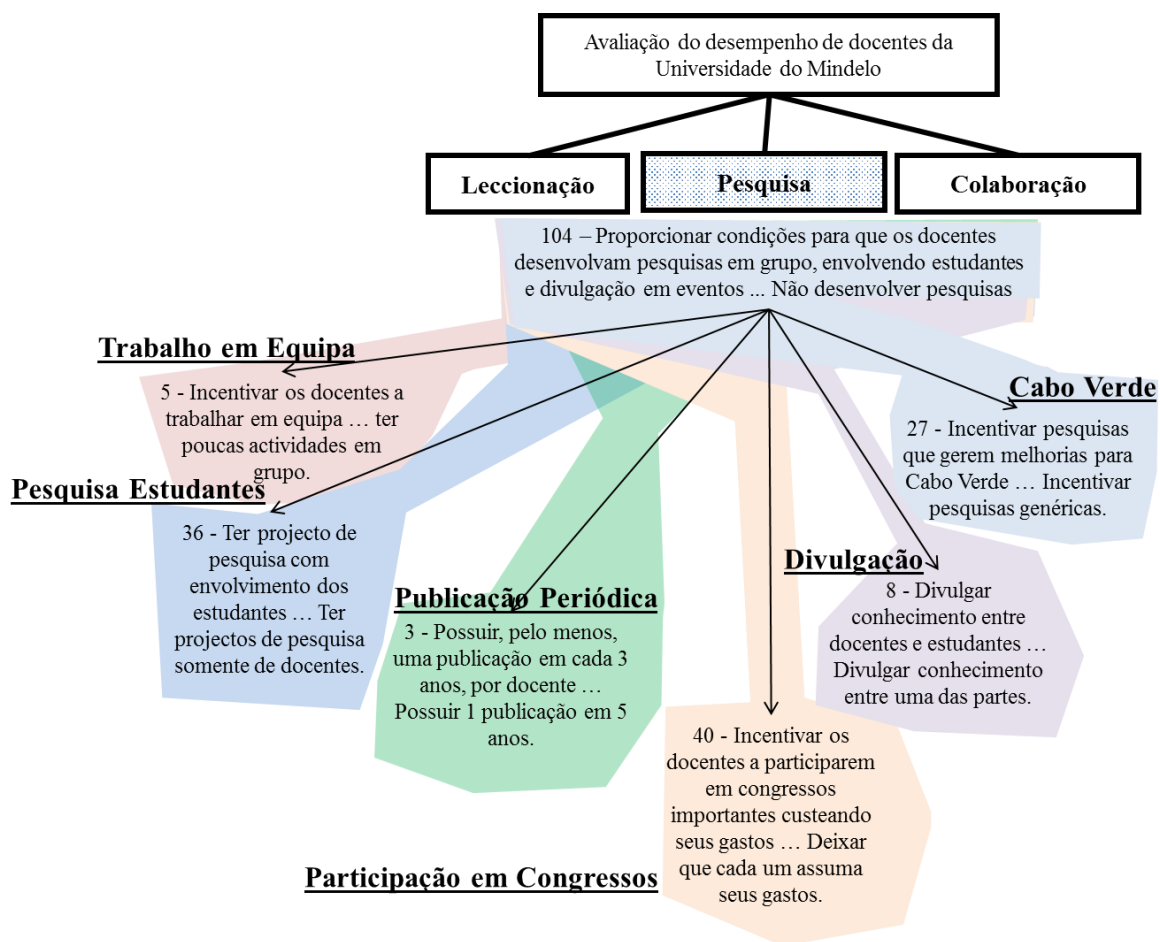 Avaliação do desempenho de docentes da
Universidade do Mindelo
Leccionação
Pesquisa
Colaboração
104 – Proporcionar condições para que os docentes
desenvolvam pesquisas em grupo, envolvendo estudantes
e divulgação em eventos ... Não desenvolver pesquisas
Trabalho em Equipa
5 - Incentivar os docentes a
trabalhar em equipa … ter
poucas actividades em
grupo.
Cabo Verde
27 - Incentivar pesquisas
que gerem melhorias para
Cabo Verde … Incentivar
pesquisas genéricas.
Pesquisa Estudantes
36 - Ter projecto de
pesquisa com
envolvimento dos
estudantes … Ter
projectos de pesquisa
somente de docentes.
Publicação Periódica
3 - Possuir, pelo menos,
uma publicação em cada 3
anos, por docente …
Possuir 1 publicação em 5
anos.
Divulgação
8 - Divulgar
conhecimento entre
docentes e estudantes …
Divulgar conhecimento
entre uma das partes.
40 - Incentivar os
docentes a participarem
em congressos
importantes custeando
seus gastos … Deixar
que cada um assuma
seus gastos.
Participação em Congressos